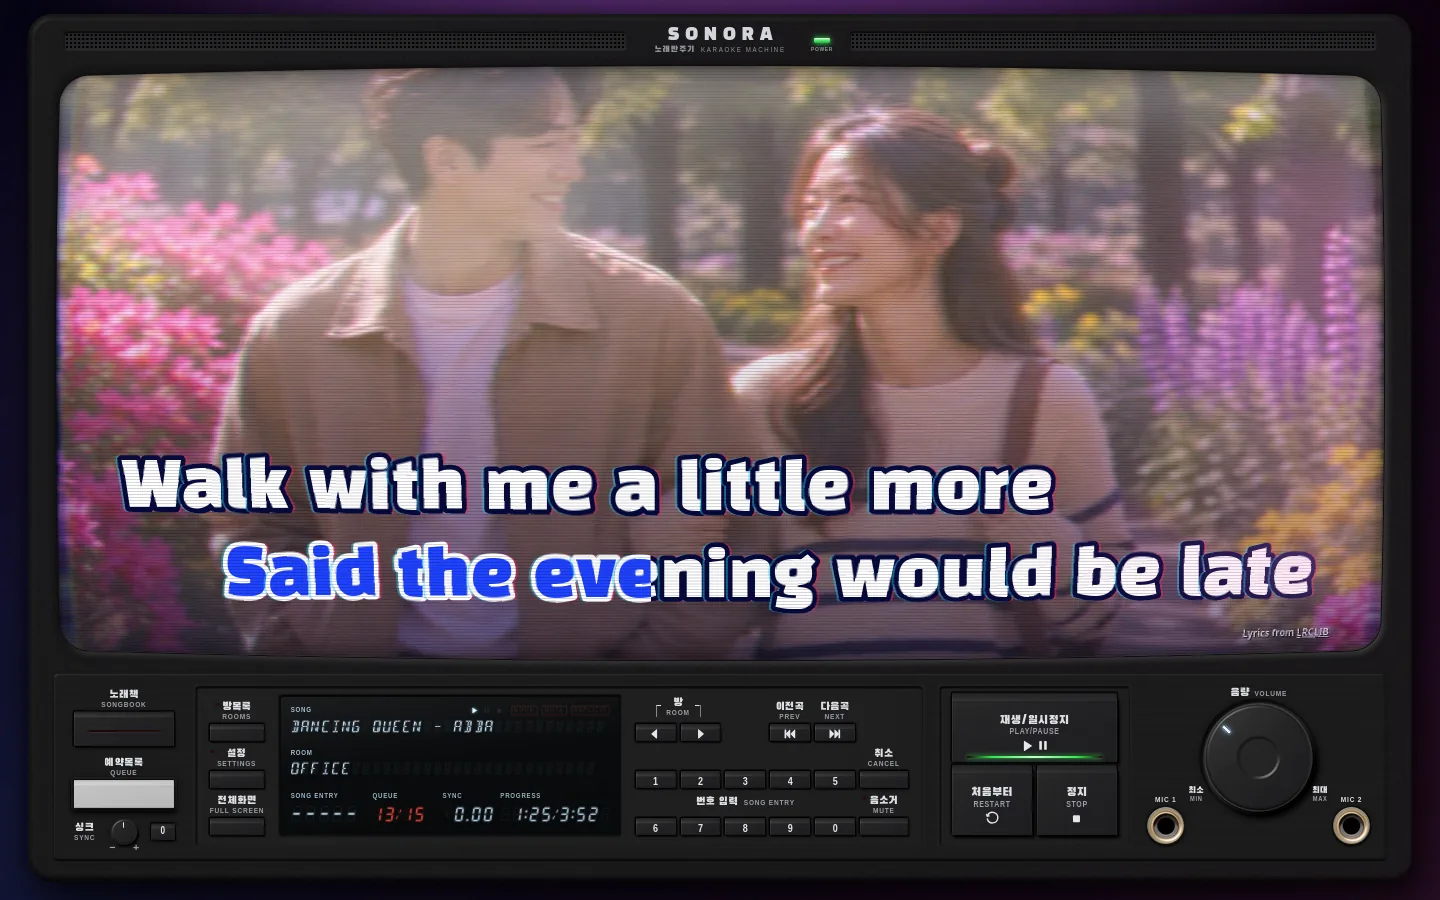 SONORA
노래반주기 KARAOKE MACHINE
POWER
Walk with me a little more
Said the evening would be late
Lyrics from LRCLIB
노래책
SONGBOOK
예약목록
QUEUE
싱크
SYNC
0
− +
방목록
ROOMS
설정
SETTINGS
전체화면
FULL SCREEN
SONG
DANCING QUEEN - ABBA
ROOM
OFFICE
SONG ENTRY QUEUE SYNC PROGRESS
----- 13/15 0.00 1:25/3:52
방
ROOM
이전곡
PREV
다음곡
NEXT
취소
CANCEL
1 2 3 4 5
번호 입력 SONG ENTRY
음소거
MUTE
6 7 8 9 0
재생/일시정지
PLAY/PAUSE
처음부터
RESTART
정지
STOP
음량 VOLUME
최소
MIN
최대
MAX
MIC 1
MIC 2